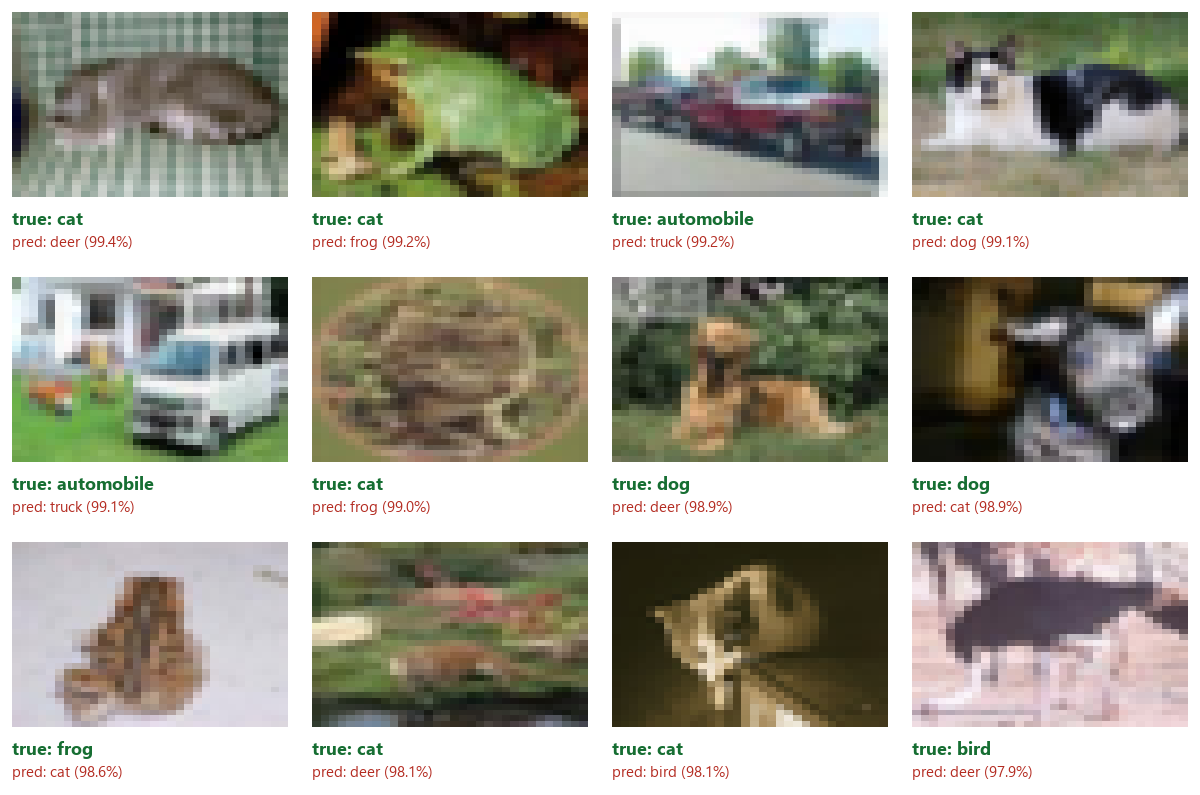 true: cat
pred: deer (99.4%)
true: cat
pred: frog (99.2%)
true: automobile
pred: truck (99.2%)
true: cat
pred: dog (99.1%)
true: automobile
pred: truck (99.1%)
true: cat
pred: frog (99.0%)
true: dog
pred: deer (98.9%)
true: dog
pred: cat (98.9%)
true: frog
pred: cat (98.6%)
true: cat
pred: deer (98.1%)
true: cat
pred: bird (98.1%)
true: bird
pred: deer (97.9%)